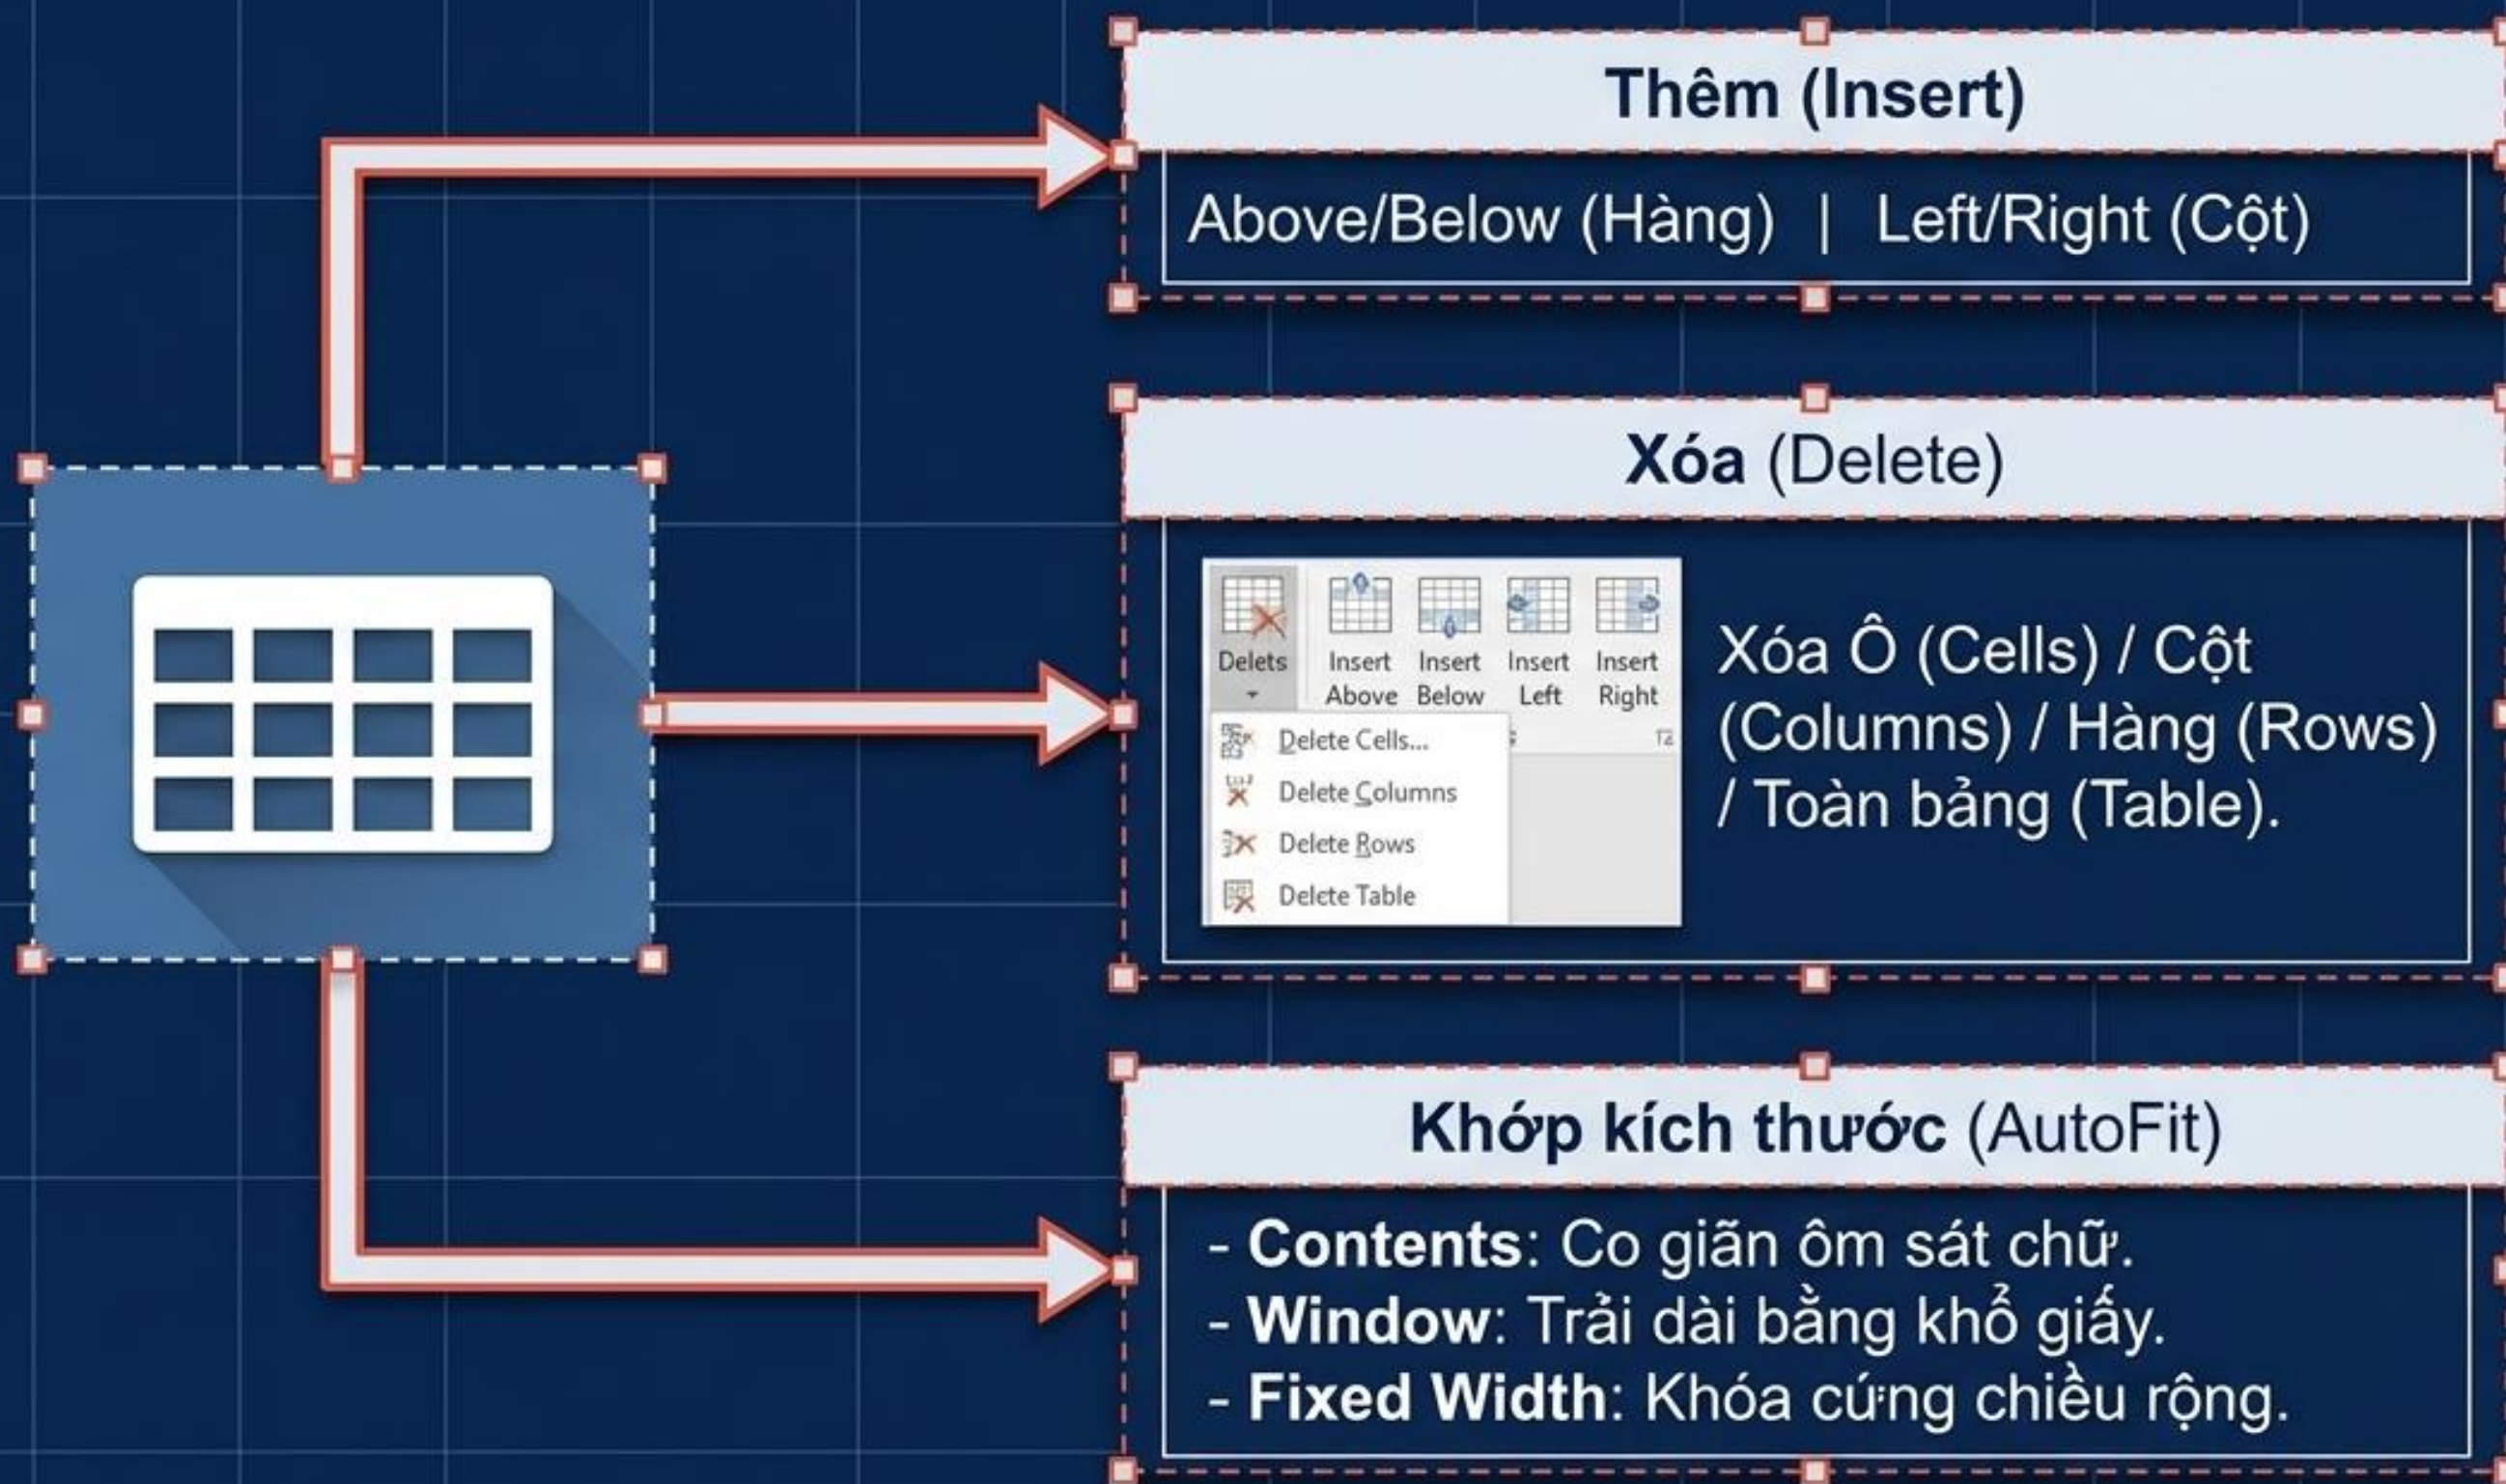 Thêm (Insert)
Above/Below (Hàng) | Left/Right (Cột)
Xóa (Delete)
Delets
Insert Above
Insert Below
Insert Left
Insert Right
Delete Cells...
Delete Columns
Delete Rows
Delete Table
Xóa Ô (Cells) / Cột
(Columns) / Hàng (Rows)
/ Toàn bảng (Table).
Khớp kích thước (AutoFit)
- Contents: Co giãn ôm sát chữ.
- Window: Trải dài bằng khổ giấy.
- Fixed Width: Khóa cứng chiều rộng.